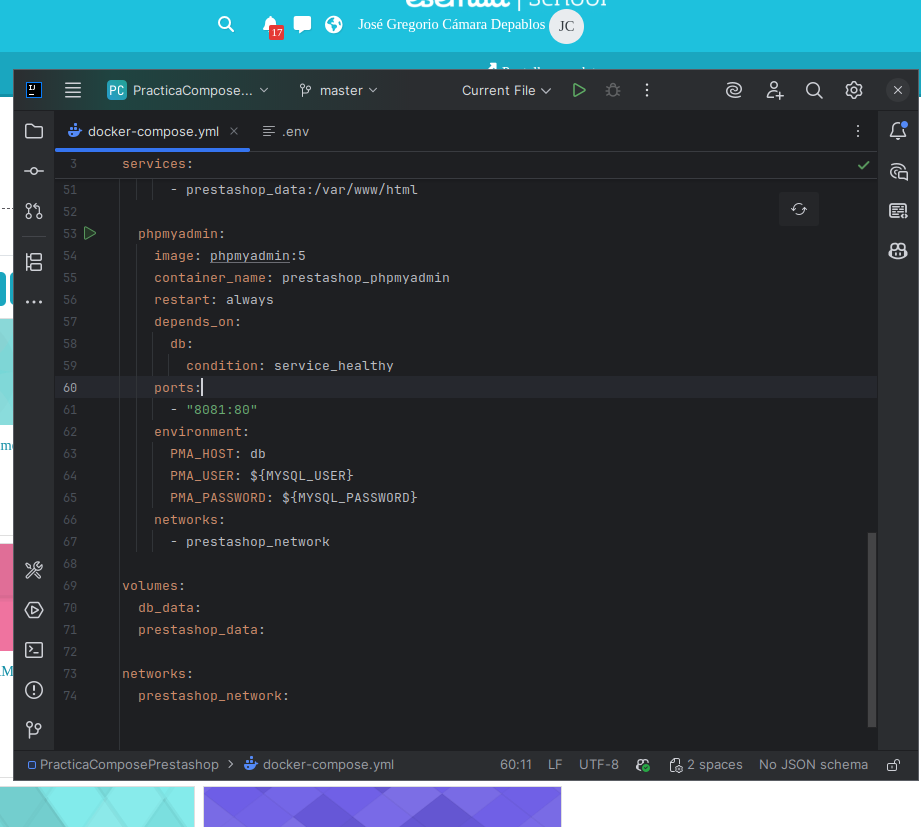 SCHOOL
17
José Gregorio Cámara Depablos
JC
PC PracticaCompose...
master
Current File
docker-compose.yml
.env
3 services:
51 - prestashop_data:/var/www/html
52
53 phpmyadmin:
54 image: phpmyadmin:5
55 container_name: prestashop_phpmyadmin
56 restart: always
57 depends_on:
58 db:
59 condition: service_healthy
60 ports:
61 - "8081:80"
62 environment:
63 PMA_HOST: db
64 PMA_USER: ${MYSQL_USER}
65 PMA_PASSWORD: ${MYSQL_PASSWORD}
66 networks:
67 - prestashop_network
68
69 volumes:
70 db_data:
71 prestashop_data:
72
73 networks:
74 prestashop_network:
PracticaComposePrestashop > docker-compose.yml
60:11 LF UTF-8 2 spaces No JSON schema